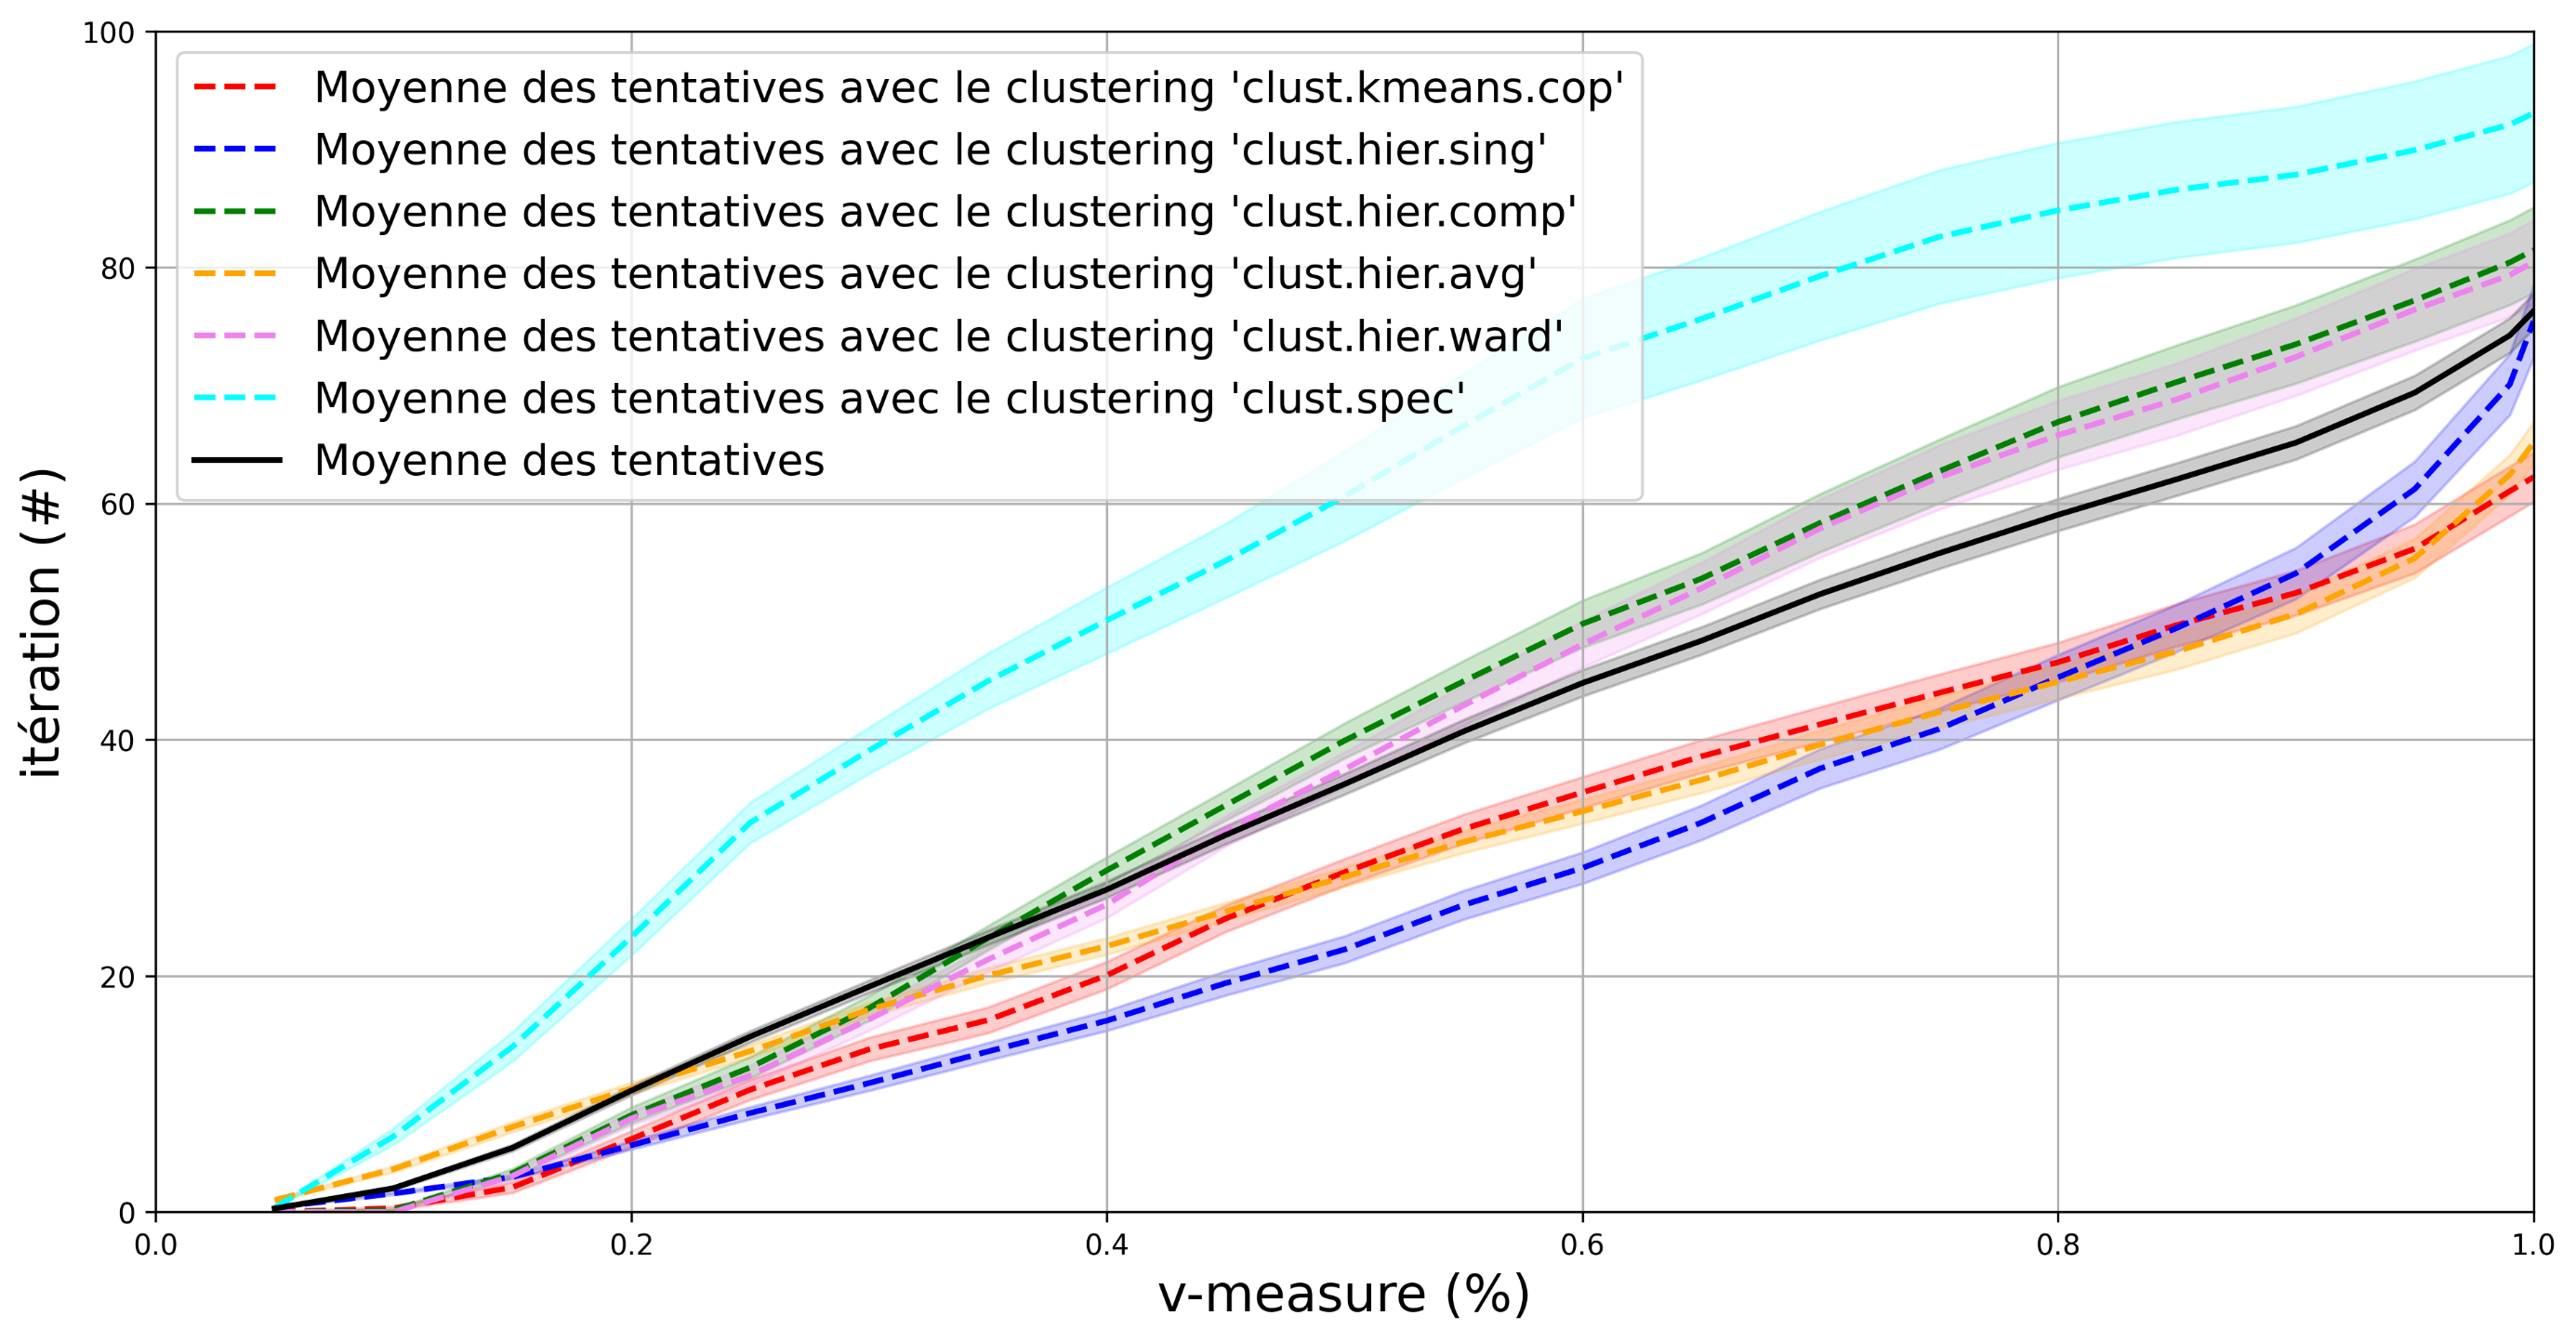 100
80
60
40
20
0
itération (#)
Moyenne des tentatives avec le clustering 'clust.kmeans.cop'
Moyenne des tentatives avec le clustering 'clust.hier.sing'
Moyenne des tentatives avec le clustering 'clust.hier.comp'
Moyenne des tentatives avec le clustering 'clust.hier.avg'
Moyenne des tentatives avec le clustering 'clust.hier.ward'
Moyenne des tentatives avec le clustering 'clust.spec'
Moyenne des tentatives
0.0 0.2 0.4 0.6 0.8 1.0
v-measure (%)